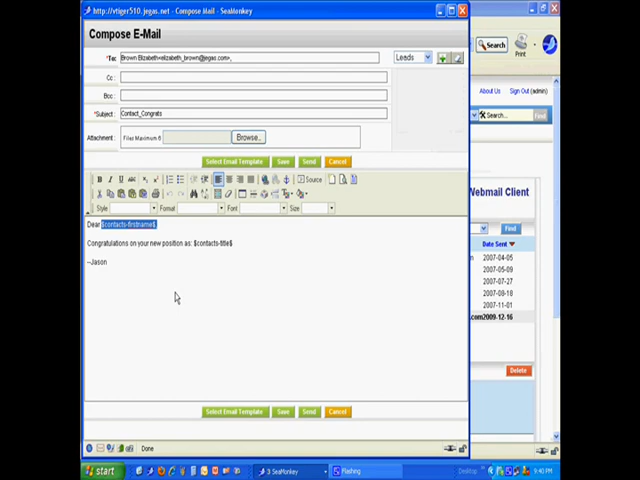 http://vtiger510.jegas.net - Compose Mail - SeaMonkey
Compose E-Mail
*To: Brown Elizabeth<elizabeth_brown@jegas.com>, Leads
Cc :
Bcc :
*Subject : Contact_Congrats
Attachment : Files Maximum 6 Browse..
Select Email Template Save Send Cancel
Source
Style Format Font Size
Dear $contacts-firstname$
Congratulations on your new position as: $contacts-title$
--Jason
Select Email Template Save Send Cancel
Done
Search
Print
About Us Sign Out (admin)
Search... Find
Webmail Client
Find
Date Sent
2007-04-05
2007-05-09
2007-07-27
2007-08-18
2007-11-01
.com2009-12-16
Delete
start 3 SeaMonkey Flashing Desktop 9:40 PM